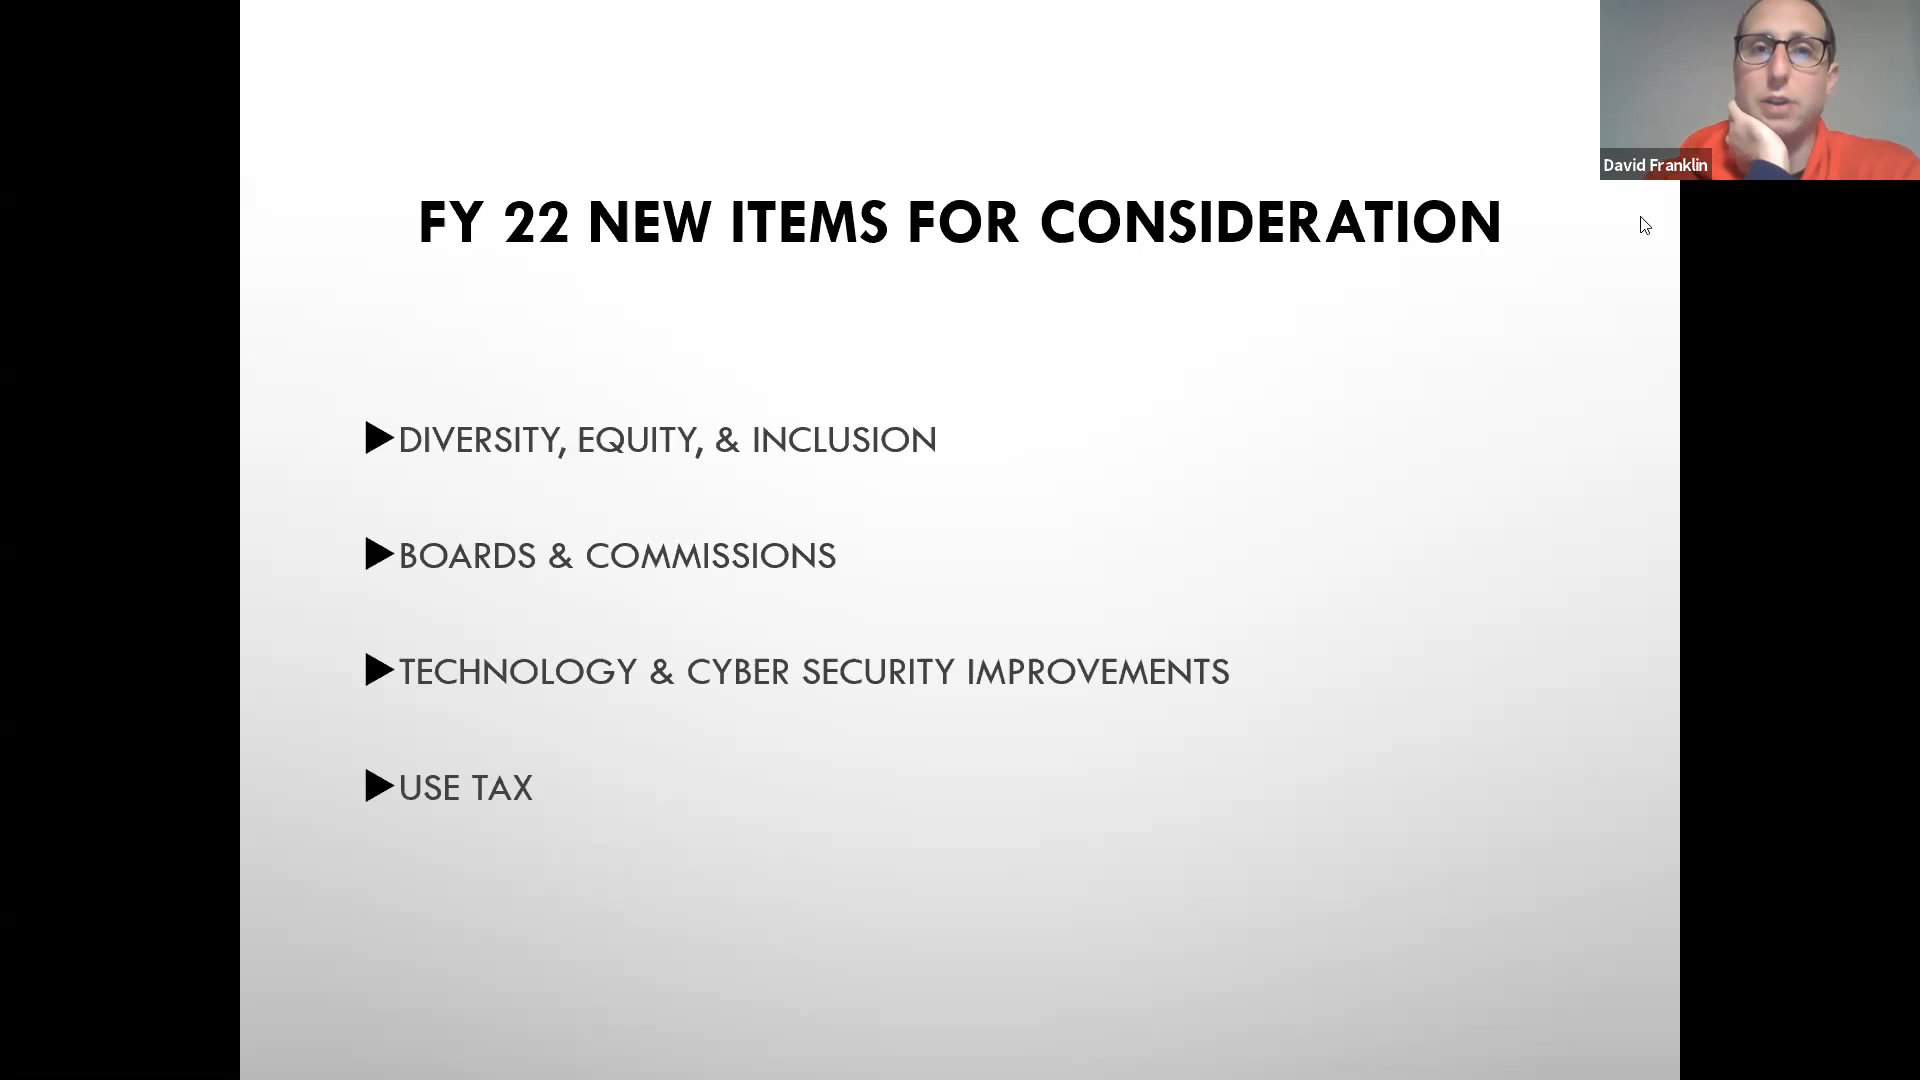 David Franklin
FY 22 NEW ITEMS FOR CONSIDERATION
DIVERSITY, EQUITY, & INCLUSION
BOARDS & COMMISSIONS
TECHNOLOGY & CYBER SECURITY IMPROVEMENTS
USE TAX